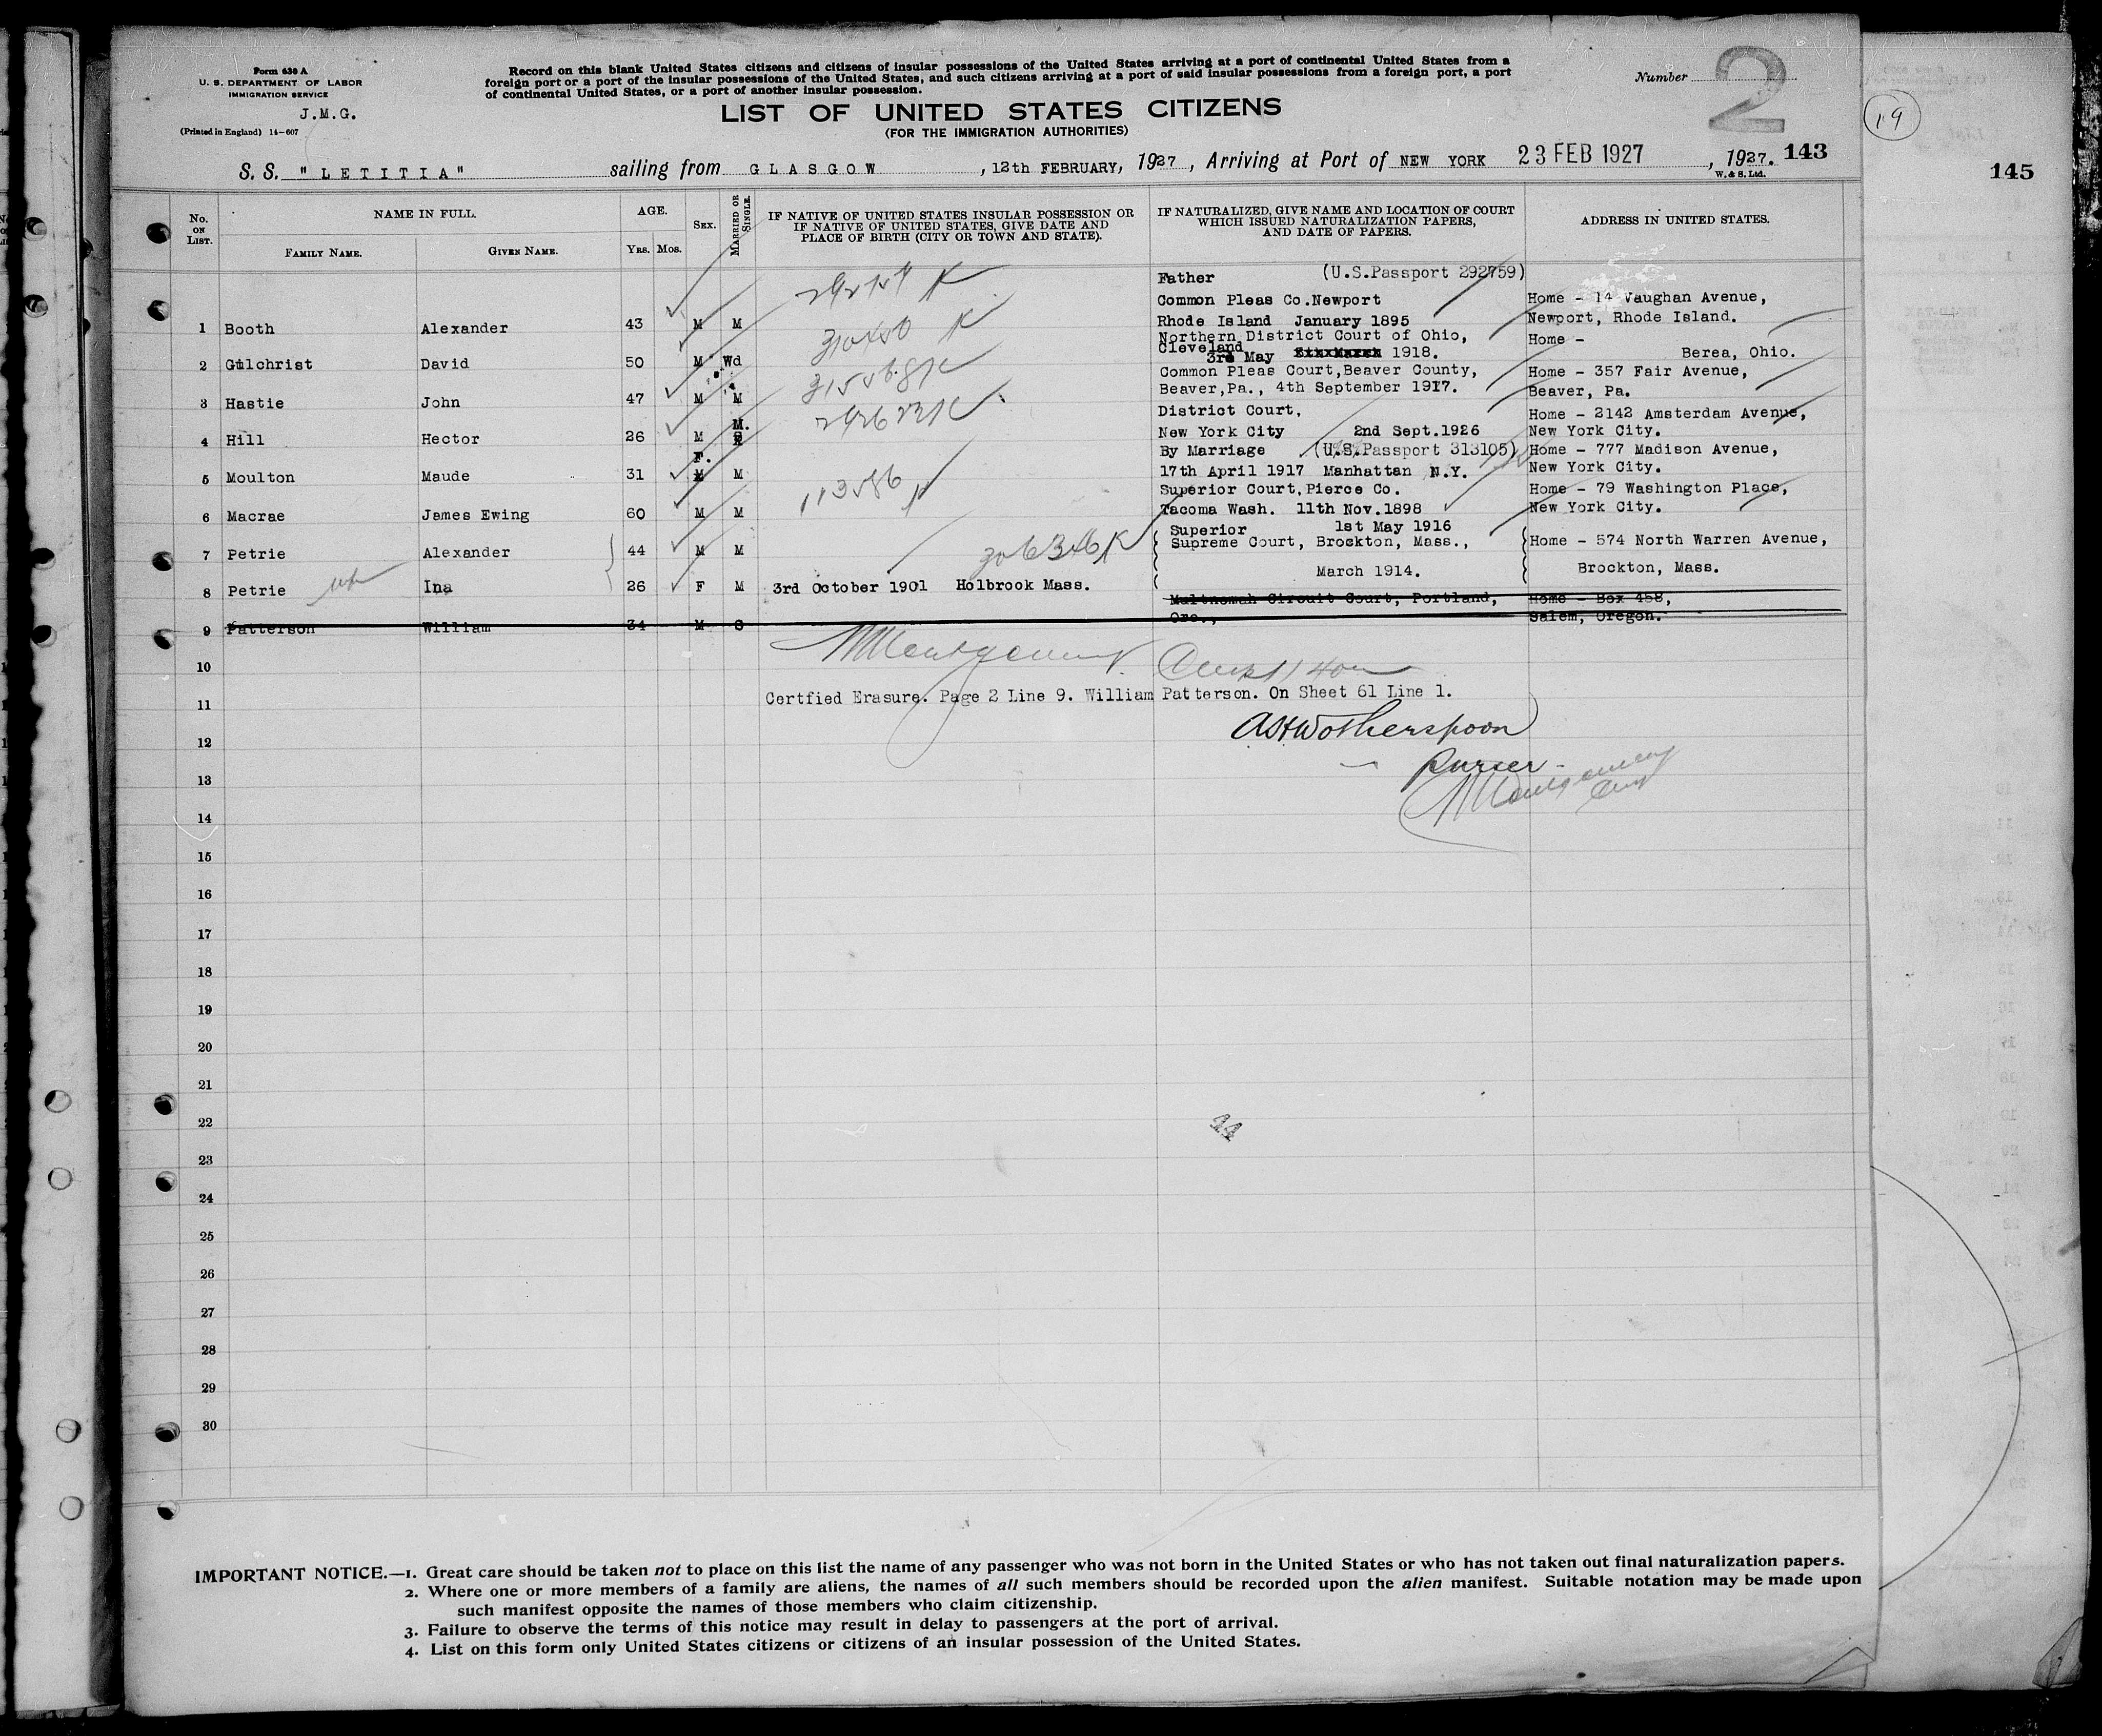 Form 630 A
U. S. DEPARTMENT OF LABOR
IMMIGRATION SERVICE
J.M.G.
(Printed in England) 14-607
Record on this blank United States citizens and citizens of insular possessions of the United States arriving at a port of continental United States from a
foreign port or a port of the insular possessions of the United States, and such citizens arriving at a port of said insular possessions from a foreign port, a port
of continental United States, or a port of another insular possession.
LIST OF UNITED STATES CITIZENS
(FOR THE IMMIGRATION AUTHORITIES)
Number 2
19
S. S. "LETITIA" sailing from GLASGOW, 12th FEBRUARY, 1927, Arriving at Port of NEW YORK 23 FEB 1927, 1927. 143
W. & S. Ltd.
145
No. ON LIST.
NAME IN FULL.
FAMILY NAME.
GIVEN NAME.
AGE.
YRS. MOS.
SEX.
MARRIED OR SINGLE.
IF NATIVE OF UNITED STATES INSULAR POSSESSION OR
IF NATIVE OF UNITED STATES, GIVE DATE AND
PLACE OF BIRTH (CITY OR TOWN AND STATE).
IF NATURALIZED, GIVE NAME AND LOCATION OF COURT
WHICH ISSUED NATURALIZATION PAPERS,
AND DATE OF PAPERS.
ADDRESS IN UNITED STATES.
Father (U.S.Passport 292759)
Common Pleas Co.Newport Home - 14 Vaughan Avenue,
1 Booth Alexander 43 M M Rhode Island January 1895 Newport, Rhode Island.
Northern District Court of Ohio, Home -
2 Gilchrist David 50 M Wd Cleveland 3rd May 1918. Berea, Ohio.
Common Pleas Court,Beaver County, Home - 357 Fair Avenue,
3 Hastie John 47 M M Beaver,Pa., 4th September 1917. Beaver, Pa.
District Court, Home - 2142 Amsterdam Avenue,
4 Hill Hector 26 M M. New York City 2nd Sept.1926 New York City.
By Marriage (U.S.Passport 313105) Home - 777 Madison Avenue,
5 Moulton Maude 31 F. M 17th April 1917 Manhattan N.Y. New York City.
Superior Court,Pierce Co. Home - 79 Washington Place,
6 Macrae James Ewing 60 M M Tacoma Wash. 11th Nov.1898 New York City.
113586
Superior 1st May 1916
7 Petrie Alexander 44 M M 306346K Supreme Court, Brockton, Mass., Home - 574 North Warren Avenue,
March 1914. Brockton, Mass.
8 Petrie Ina 26 F M 3rd October 1901 Holbrook Mass.
Multnomah Circuit Court, Portland, Home - Box 458,
9 Patterson William 34 M S Ore., Salem, Oregon.
10
Certfied Erasure. Page 2 Line 9. William Patterson. On Sheet 61 Line 1.
11
A S H Wotherspoon
12
Purser
13
14
15
16
17
18
19
20
21
22
44
23
24
25
26
27
28
29
30
IMPORTANT NOTICE.—1. Great care should be taken not to place on this list the name of any passenger who was not born in the United States or who has not taken out final naturalization papers.
2. Where one or more members of a family are aliens, the names of all such members should be recorded upon the alien manifest. Suitable notation may be made upon
such manifest opposite the names of those members who claim citizenship.
3. Failure to observe the terms of this notice may result in delay to passengers at the port of arrival.
4. List on this form only United States citizens or citizens of an insular possession of the United States.